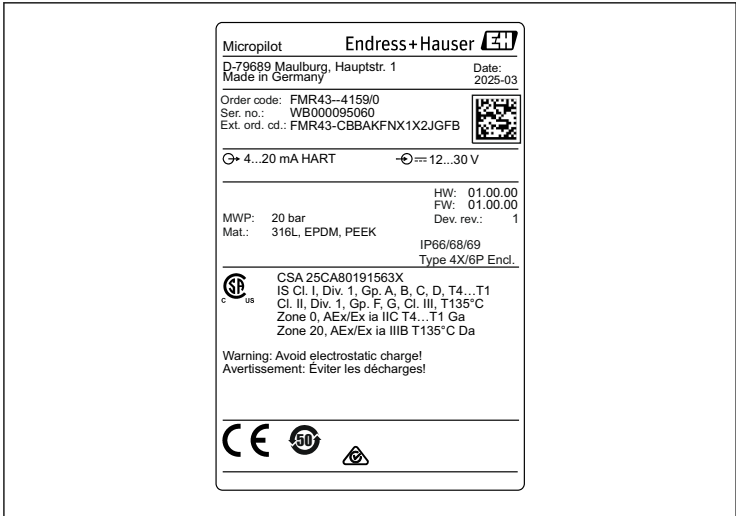 Micropilot Endress+Hauser EH
D-79689 Maulburg, Hauptstr. 1
Made in Germany
Date:
2025-03
Order code: FMR43--4159/0
Ser. no.: WB000095060
Ext. ord. cd.: FMR43-CBBAKFNX1X2JGFB
4...20 mA HART 12...30 V
HW: 01.00.00
FW: 01.00.00
MWP: 20 bar Dev. rev.: 1
Mat.: 316L, EPDM, PEEK
IP66/68/69
Type 4X/6P Encl.
SA C US
CSA 25CA80191563X
IS Cl. I, Div. 1, Gp. A, B, C, D, T4…T1
Cl. II, Div. 1, Gp. F, G, Cl. III, T135°C
Zone 0, AEx/Ex ia IIC T4…T1 Ga
Zone 20, AEx/Ex ia IIIB T135°C Da
Warning: Avoid electrostatic charge!
Avertissement: Éviter les décharges!
CE 50